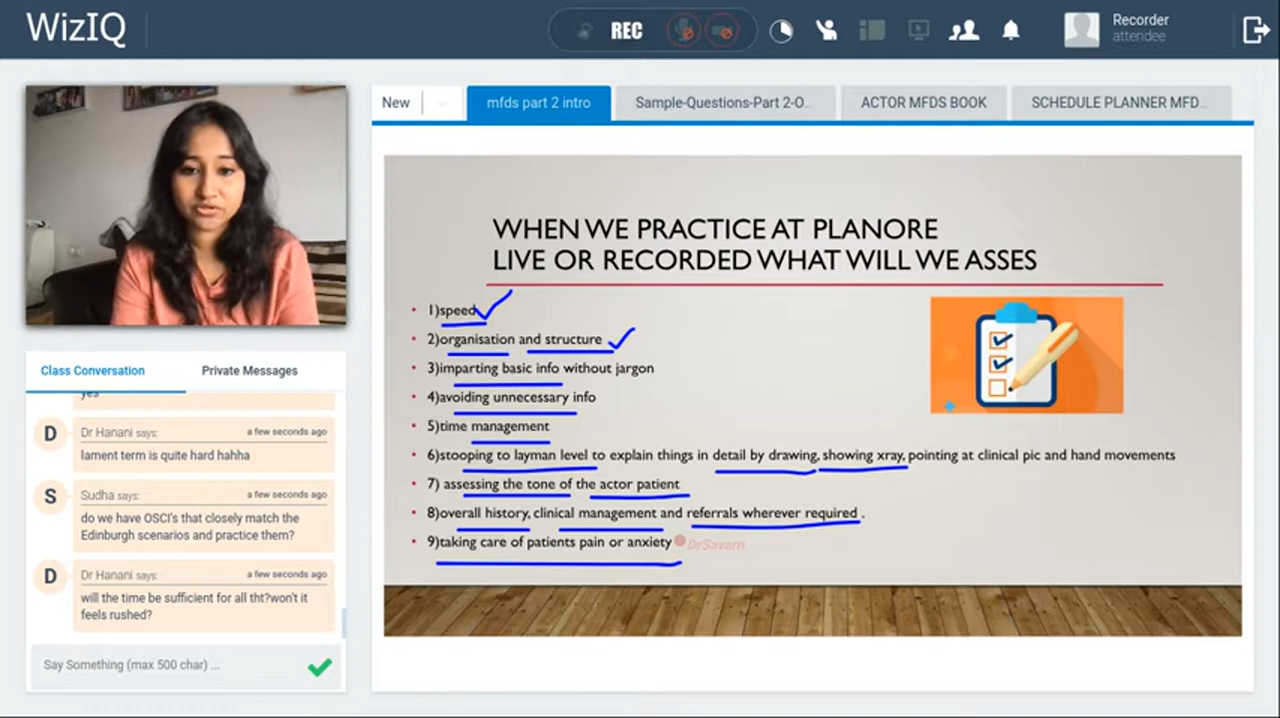 WizIQ
REC
Recorder
attendee
New
mfds part 2 intro
Sample-Questions-Part 2-O...
ACTOR MFDS BOOK
SCHEDULE PLANNER MFD...
WHEN WE PRACTICE AT PLANORE
LIVE OR RECORDED WHAT WILL WE ASSES
1)speed
2)organisation and structure
3)imparting basic info without jargon
4)avoiding unnecessary info
5)time management
6)stooping to layman level to explain things in detail by drawing, showing xray, pointing at clinical pic and hand movements
7) assessing the tone of the actor patient
8)overall history, clinical management and referrals wherever required .
9)taking care of patients pain or anxiety
DrSavarn
Class Conversation
Private Messages
yes
D
Dr Hanani says:
a few seconds ago
lament term is quite hard hahha
S
Sudha says:
a few seconds ago
do we have OSCI's that closely match the
Edinburgh scenarios and practice them?
D
Dr Hanani says:
a few seconds ago
will the time be sufficient for all tht?won't it
feels rushed?
Say Something (max 500 char) ...